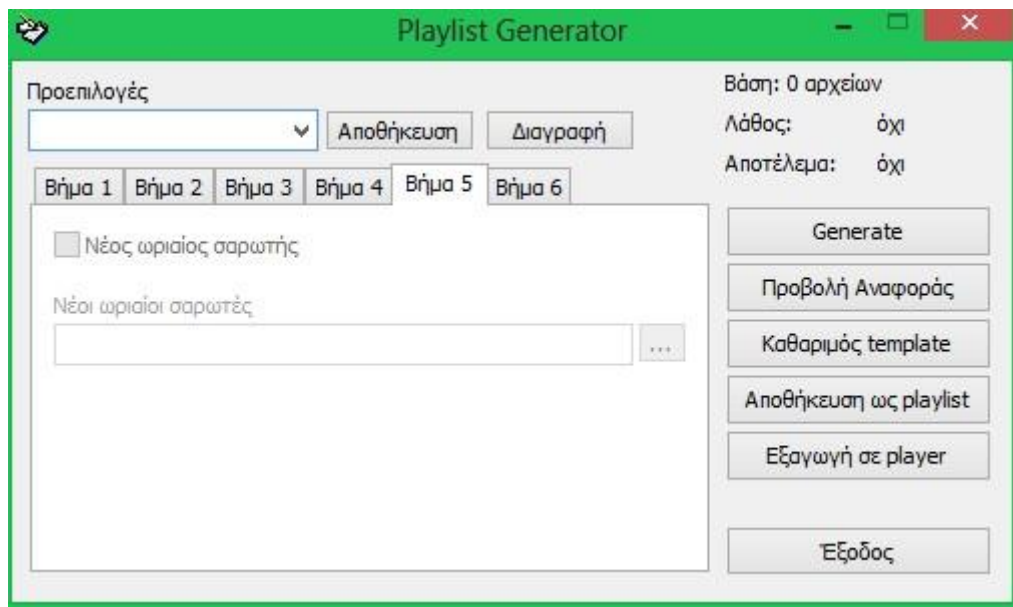 Playlist Generator
Προεπιλογές
Αποθήκευση Διαγραφή
Βήμα 1 Βήμα 2 Βήμα 3 Βήμα 4 Βήμα 5 Βήμα 6
Νέος ωριαίος σαρωτής
Νέοι ωριαίοι σαρωτές
...
Βάση: 0 αρχείων
Λάθος: όχι
Αποτέλεμα: όχι
Generate
Προβολή Αναφοράς
Καθαριμός template
Αποθήκευση ως playlist
Εξαγωγή σε player
Έξοδος